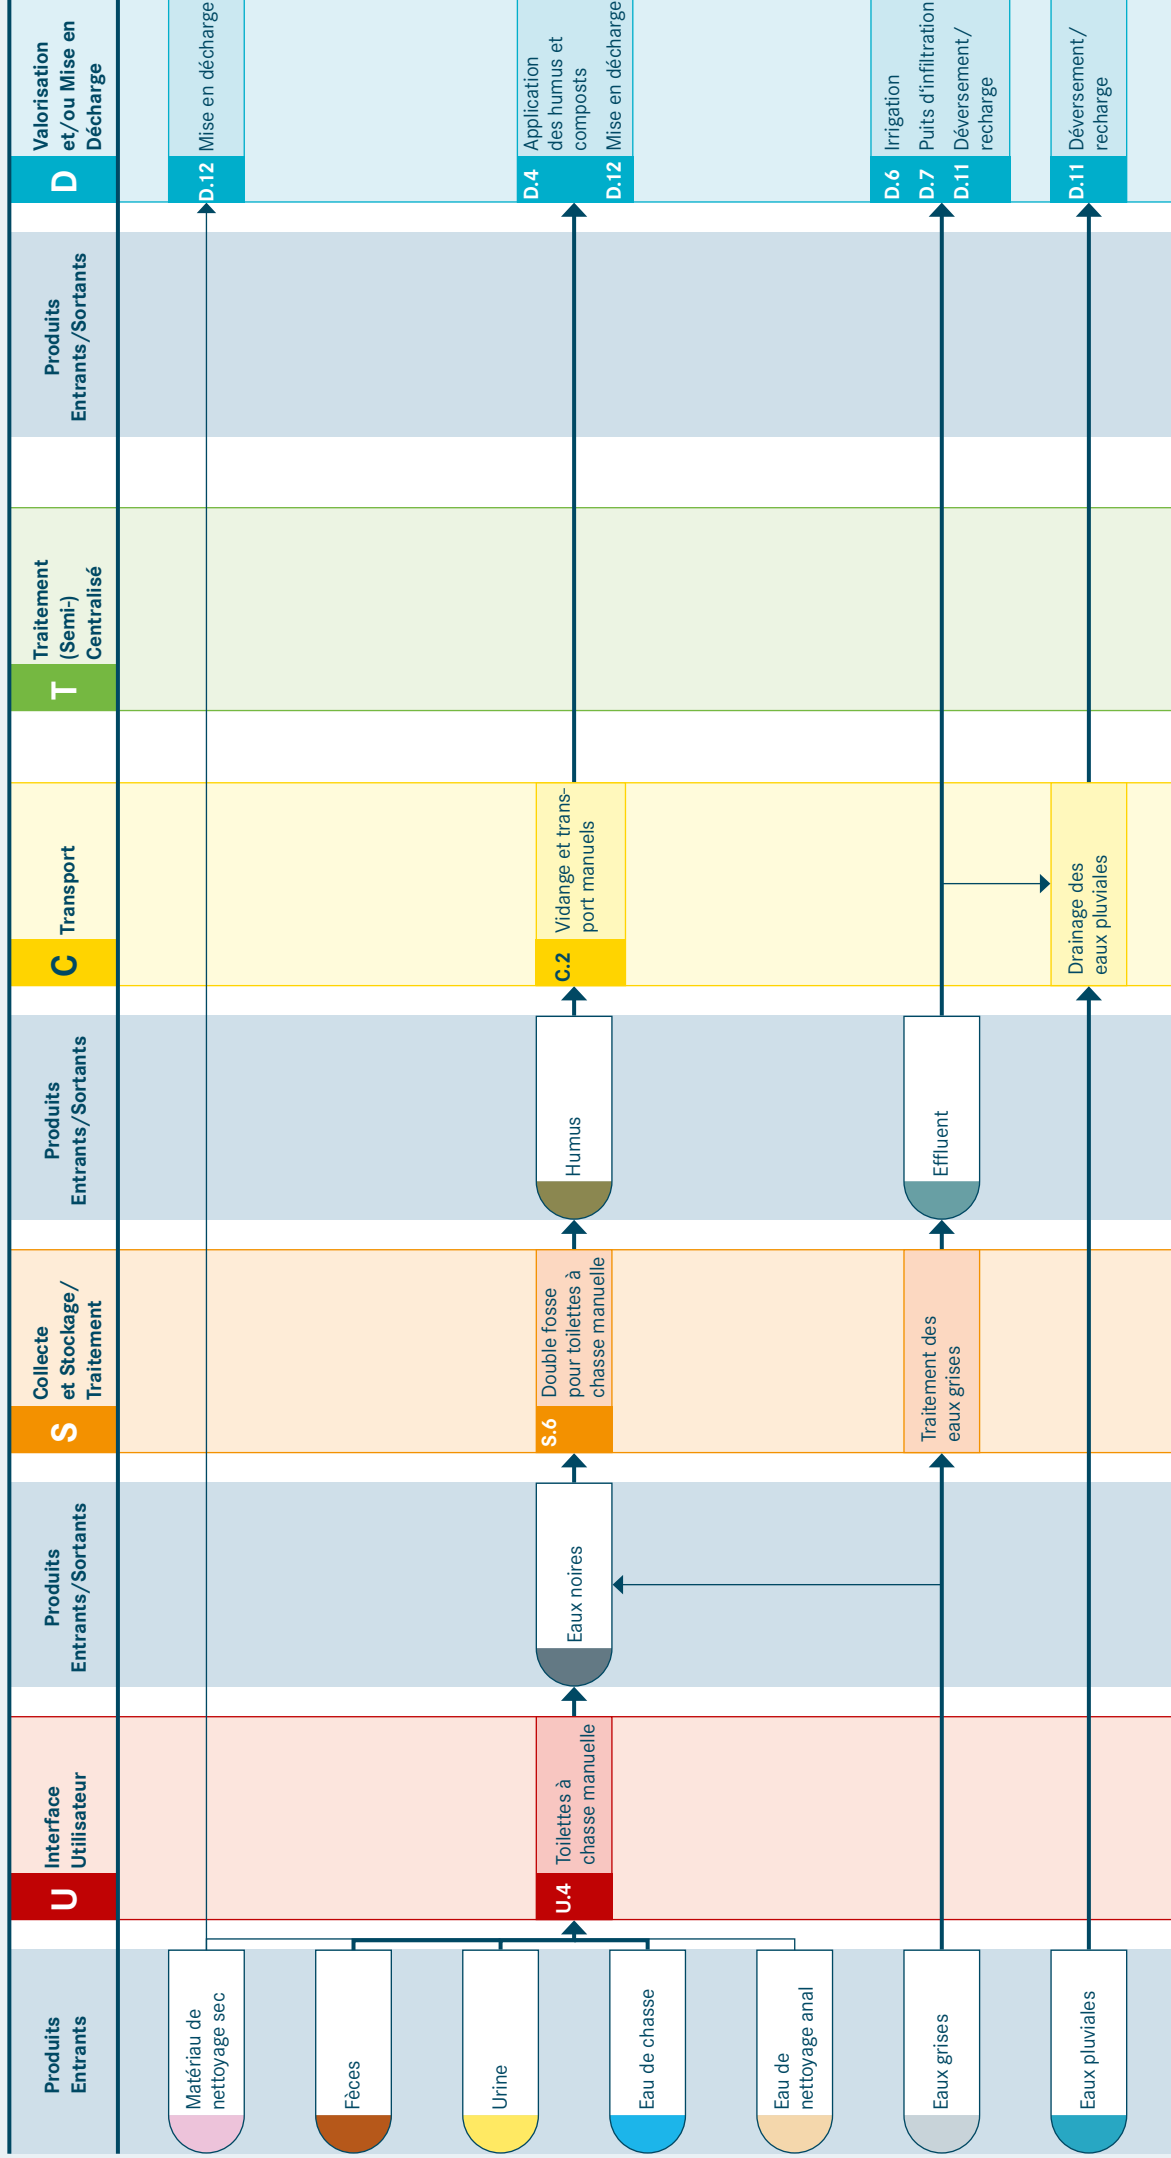 Produits
Entrants
U
Interface
Utilisateur
Produits
Entrants/Sortants
S
Collecte
et Stockage/
Traitement
Produits
Entrants/Sortants
C
Transport
T
Traitement
(Semi-)
Centralisé
Produits
Entrants/Sortants
D
Valorisation
et/ou Mise en
Décharge
Matériau de
nettoyage sec
D.12 Mise en décharge
Fèces
Urine
U.4
Toilettes à
chasse manuelle
Eaux noires
S.6
Double fosse
pour toilettes à
chasse manuelle
Humus
C.2
Vidange et trans-
port manuels
D.4 Application
des humus et
composts
D.12 Mise en décharge
Eau de chasse
Eau de
nettoyage anal
Eaux grises
Traitement des
eaux grises
Effluent
D.6 Irrigation
D.7 Puits d'infiltration
D.11 Déversement/
recharge
Eaux pluviales
Drainage des
eaux pluviales
D.11 Déversement/
recharge